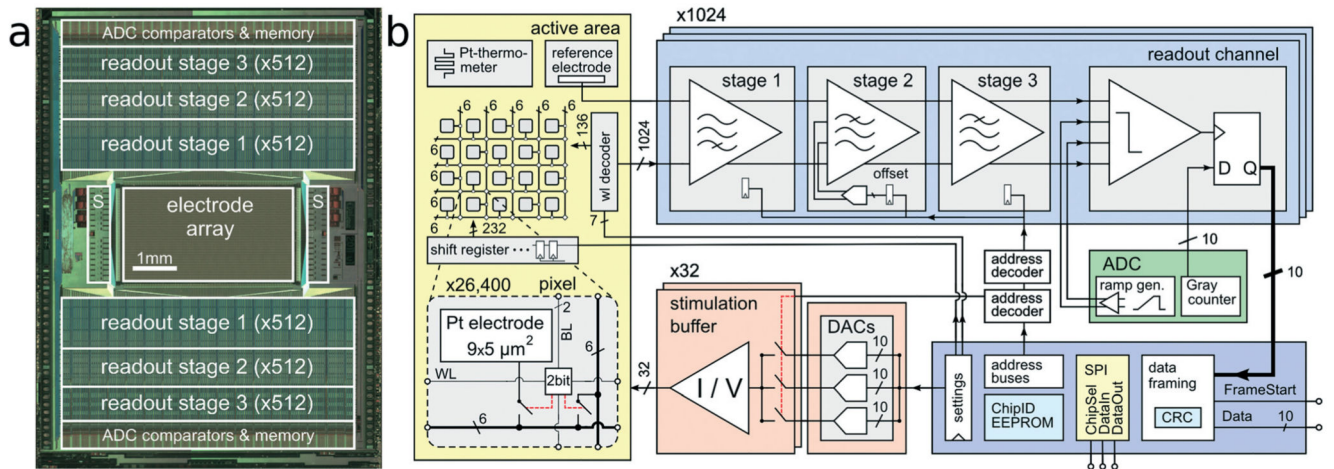 a
ADC comparators & memory
readout stage 3 (x512)
readout stage 2 (x512)
readout stage 1 (x512)
S
S
electrode
array
1mm
readout stage 1 (x512)
readout stage 2 (x512)
readout stage 3 (x512)
ADC comparators & memory
b
active area
Pt-thermo-
meter
reference
electrode
6
6
6
6
6
6
136
6
6
232
wl decoder
7
1024
shift register
x26,400
pixel
Pt electrode
9x5 µm2
2
BL
6
WL
2bit
6
x1024
readout channel
stage 1
stage 2
stage 3
offset
D
Q
10
10
address
decoder
address
decoder
ADC
ramp gen.
Gray
counter
x32
stimulation
buffer
I / V
32
DACs
10
10
10
settings
address
buses
ChipID
EEPROM
SPI
ChipSel
DataIn
DataOut
data
framing
CRC
FrameStart
Data
10